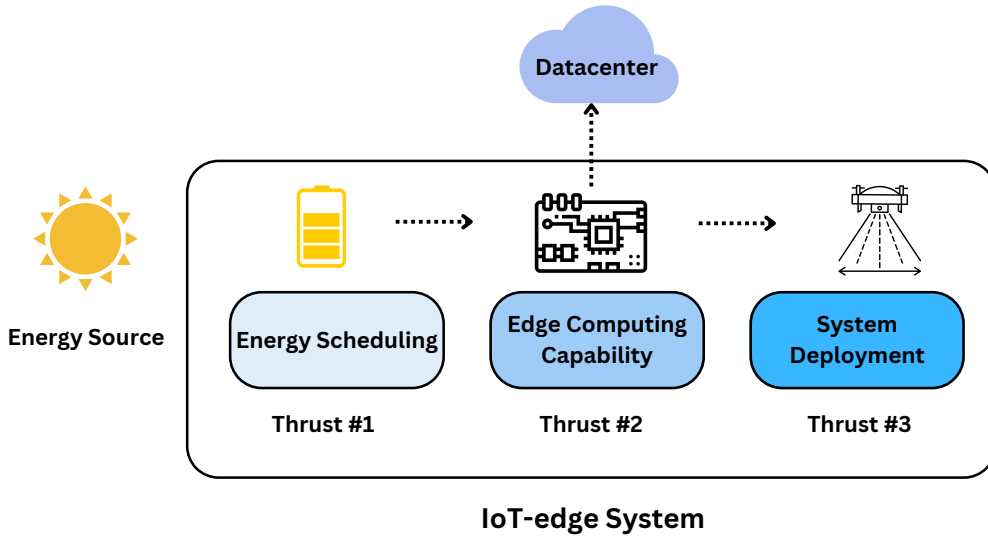 Datacenter
Energy Source
Energy Scheduling
Thrust #1
Edge Computing
Capability
Thrust #2
System
Deployment
Thrust #3
IoT-edge System